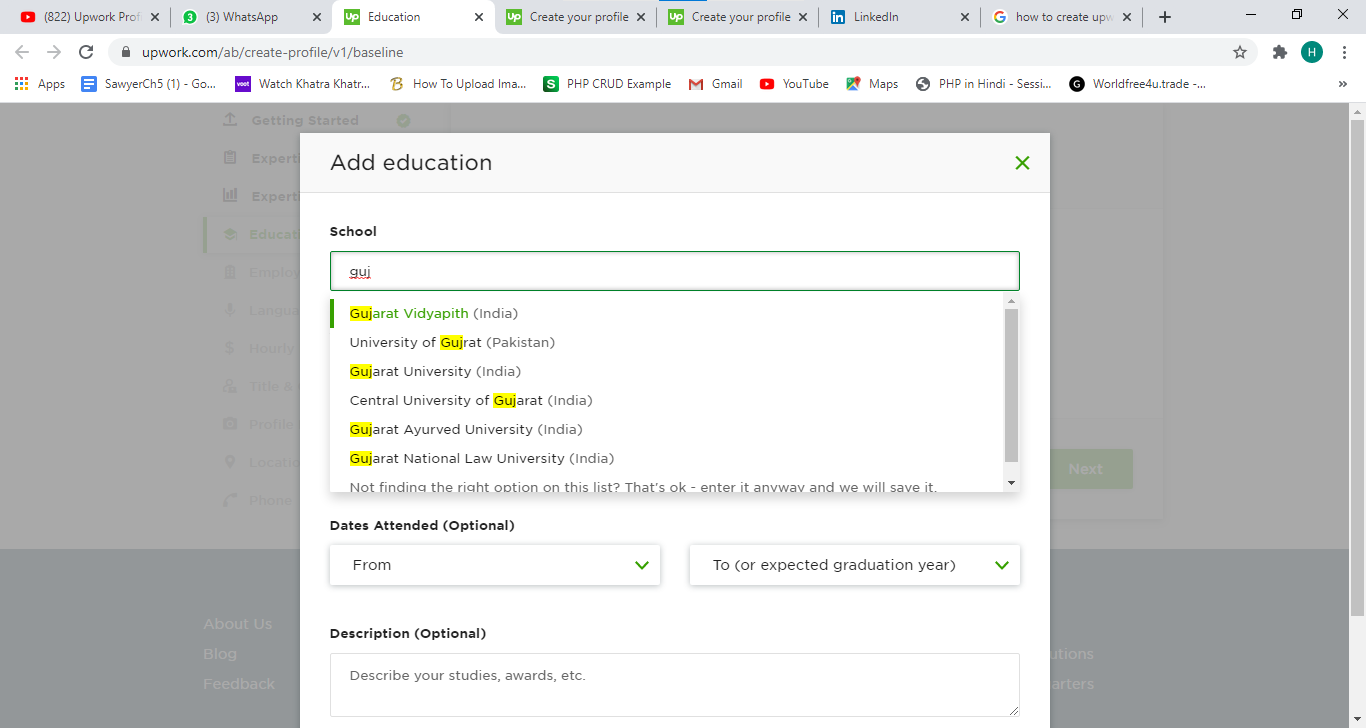 (822) Upwork Prof
(3) WhatsApp
Education
Create your profile
Create your profile
LinkedIn
how to create upw
upwork.com/ab/create-profile/v1/baseline
H
Apps
SawyerCh5 (1) - Go...
Watch Khatra Khatr...
How To Upload Ima...
PHP CRUD Example
Gmail
YouTube
Maps
PHP in Hindi - Sessi...
Worldfree4u.trade -...
»
Getting Started
Experti
Experti
Educati
Employ
Langua
Hourly
Title &
Profile
Locatio
Phone
Add education
School
guj
Gujarat Vidyapith (India)
University of Gujrat (Pakistan)
Gujarat University (India)
Central University of Gujarat (India)
Gujarat Ayurved University (India)
Gujarat National Law University (India)
Not finding the right option on this list? That's ok - enter it anyway and we will save it.
Next
Dates Attended (Optional)
From
To (or expected graduation year)
Description (Optional)
Describe your studies, awards, etc.
About Us
Blog
Feedback
utions
arters